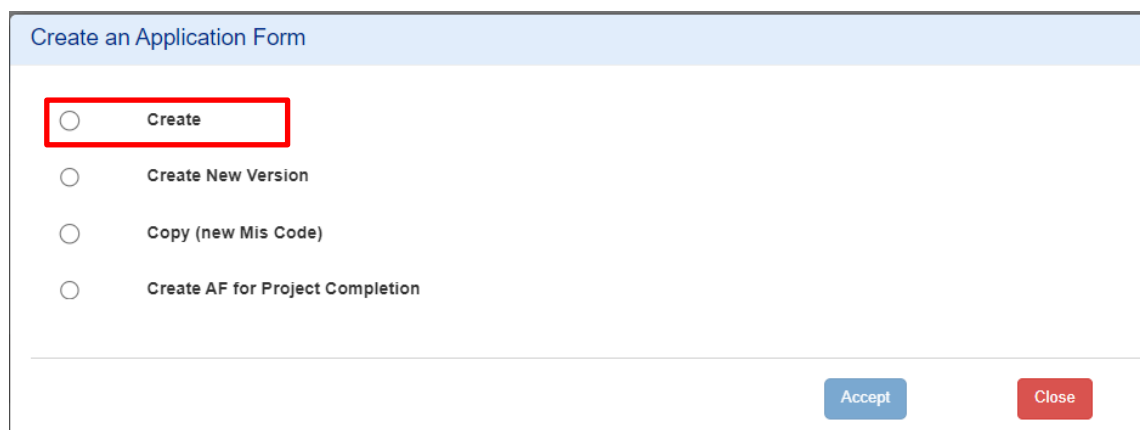 Create an Application Form
Create
Create New Version
Copy (new Mis Code)
Create AF for Project Completion
Accept
Close